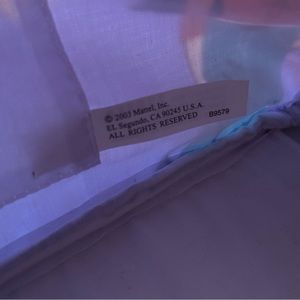 © 2003 Mattel, Inc.
EL Segundo, CA 90245 U.S.A.
ALL RIGHTS RESERVED B9579